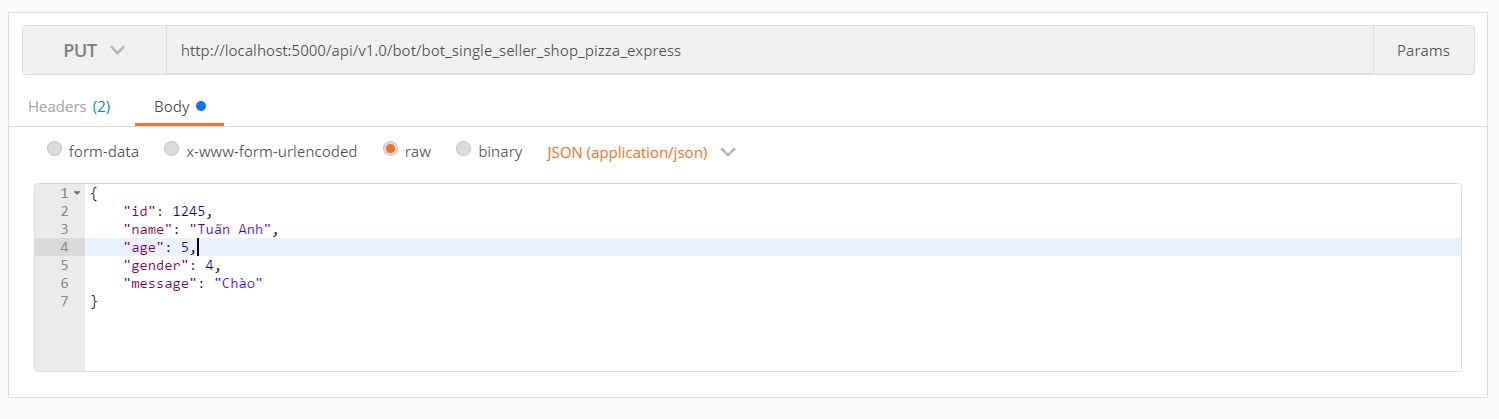 PUT http://localhost:5000/api/v1.0/bot/bot_single_seller_shop_pizza_express Params
Headers (2) Body
form-data x-www-form-urlencoded raw binary JSON (application/json)
1 {
2 "id": 1245,
3 "name": "Tuấn Anh",
4 "age": 5,
5 "gender": 4,
6 "message": "Chào"
7 }